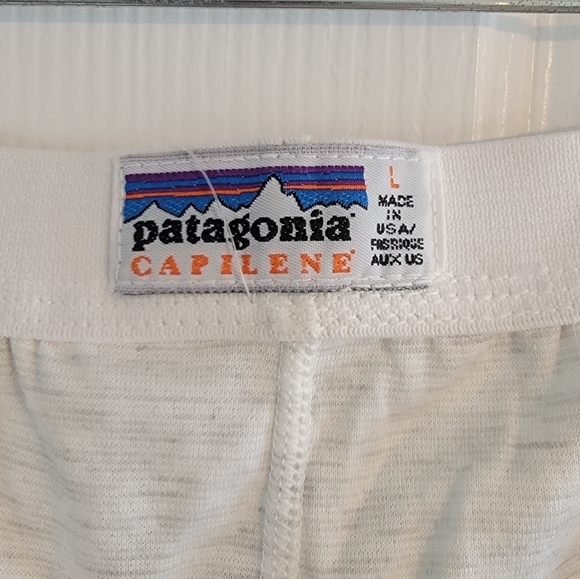 patagonia
CAPILENE
L
MADE
IN
USA/
FABRIQUE
AUX US